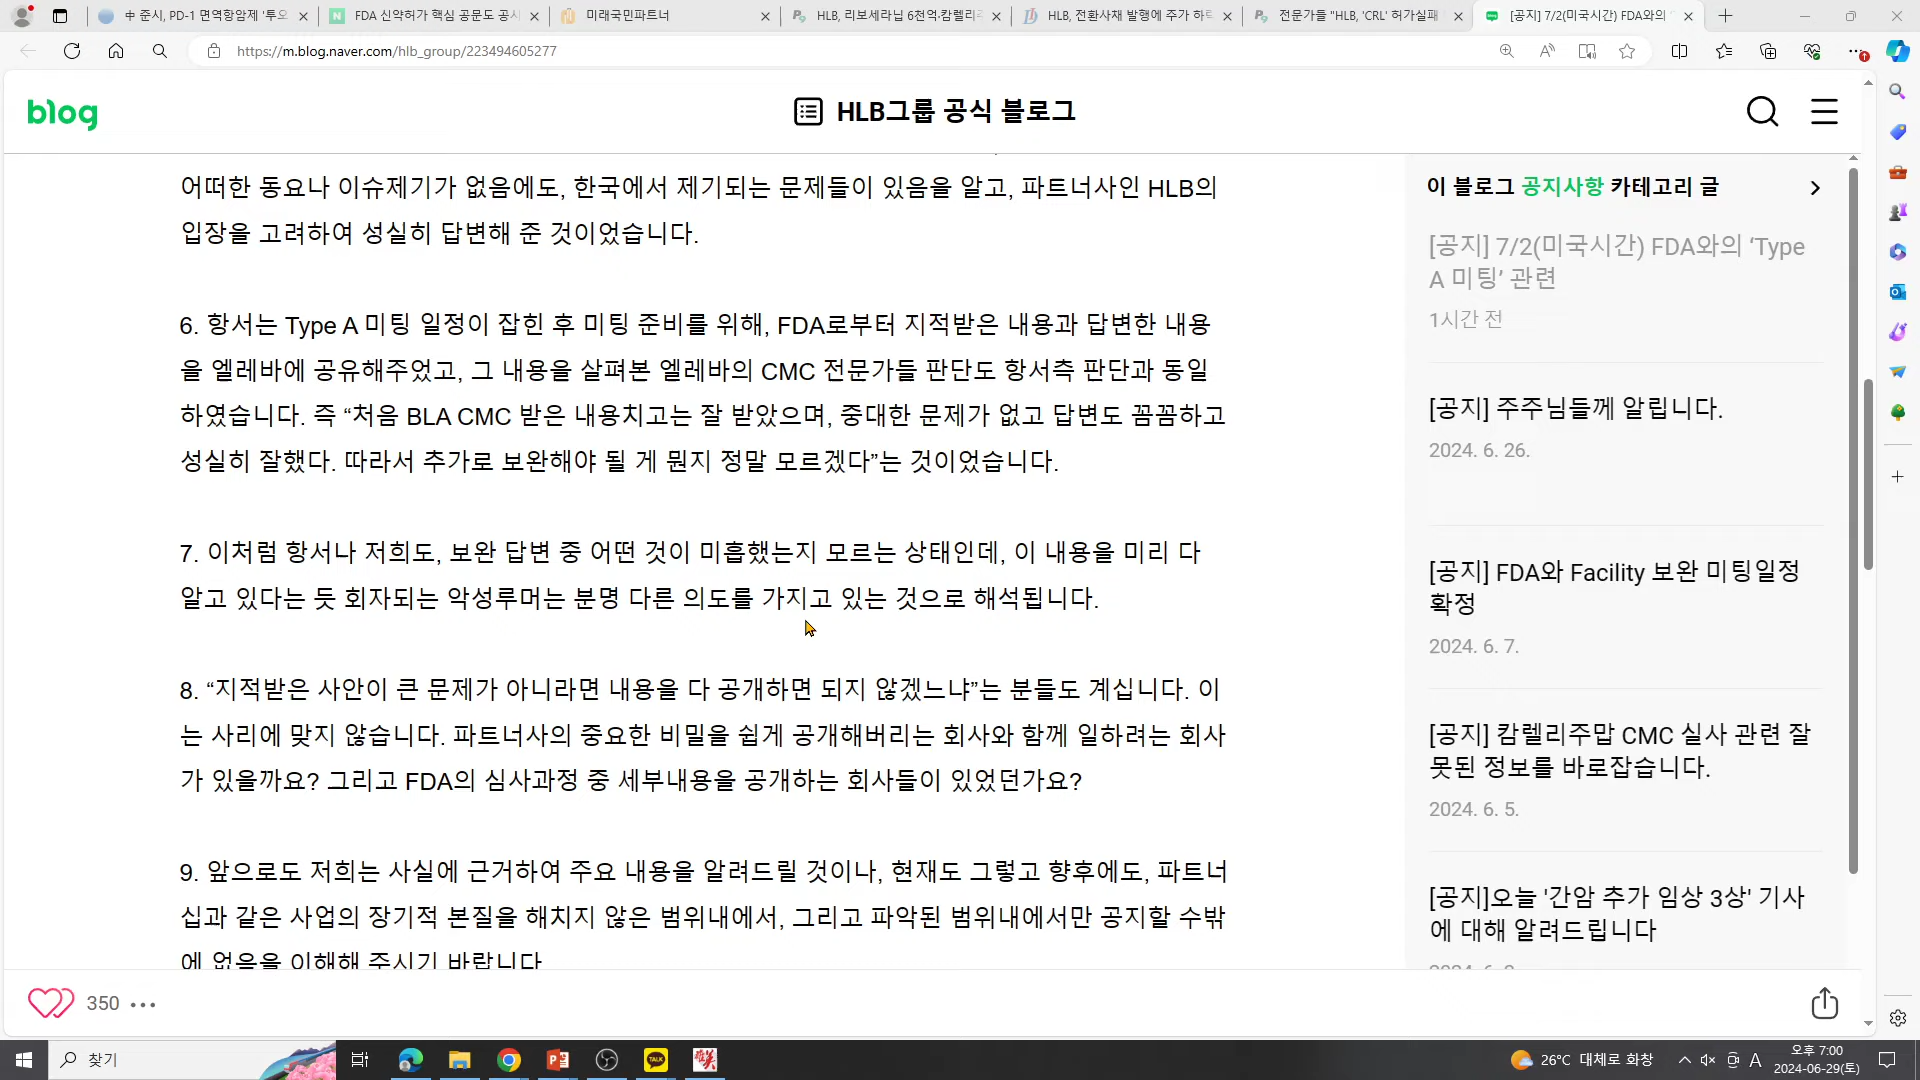 中 준시, PD-1 면역항암제 '투오
FDA 신약허가 핵심 공문도 공시
미래국민파트너
HLB, 리보세라닙 6천억·캄렐리주
HLB, 전환사채 발행에 주가 하락
전문가들 "HLB, 'CRL' 허가실패
[공지] 7/2(미국시간) FDA와의 '
https://m.blog.naver.com/hlb_group/223494605277
blog
HLB그룹 공식 블로그
어떠한 동요나 이슈제기가 없음에도, 한국에서 제기되는 문제들이 있음을 알고, 파트너사인 HLB의
입장을 고려하여 성실히 답변해 준 것이었습니다.
6. 항서는 Type A 미팅 일정이 잡힌 후 미팅 준비를 위해, FDA로부터 지적받은 내용과 답변한 내용
을 엘레바에 공유해주었고, 그 내용을 살펴본 엘레바의 CMC 전문가들 판단도 항서측 판단과 동일
하였습니다. 즉 “처음 BLA CMC 받은 내용치고는 잘 받았으며, 중대한 문제가 없고 답변도 꼼꼼하고
성실히 잘했다. 따라서 추가로 보완해야 될 게 뭔지 정말 모르겠다”는 것이었습니다.
7. 이처럼 항서나 저희도, 보완 답변 중 어떤 것이 미흡했는지 모르는 상태인데, 이 내용을 미리 다
알고 있다는 듯 회자되는 악성루머는 분명 다른 의도를 가지고 있는 것으로 해석됩니다.
8. “지적받은 사안이 큰 문제가 아니라면 내용을 다 공개하면 되지 않겠느냐”는 분들도 계십니다. 이
는 사리에 맞지 않습니다. 파트너사의 중요한 비밀을 쉽게 공개해버리는 회사와 함께 일하려는 회사
가 있을까요? 그리고 FDA의 심사과정 중 세부내용을 공개하는 회사들이 있었던가요?
9. 앞으로도 저희는 사실에 근거하여 주요 내용을 알려드릴 것이나, 현재도 그렇고 향후에도, 파트너
십과 같은 사업의 장기적 본질을 해치지 않은 범위내에서, 그리고 파악된 범위내에서만 공지할 수밖
에 없음을 이해해 주시기 바랍니다
이 블로그 공지사항 카테고리 글
[공지] 7/2(미국시간) FDA와의 ‘Type
A 미팅’ 관련
1시간 전
[공지] 주주님들께 알립니다.
2024. 6. 26.
[공지] FDA와 Facility 보완 미팅일정
확정
2024. 6. 7.
[공지] 캄렐리주맙 CMC 실사 관련 잘
못된 정보를 바로잡습니다.
2024. 6. 5.
[공지]오늘 '간암 추가 임상 3상' 기사
에 대해 알려드립니다
350
찾기
TALK
26°C 대체로 화창
A
오후 7:00
2024-06-29(토)